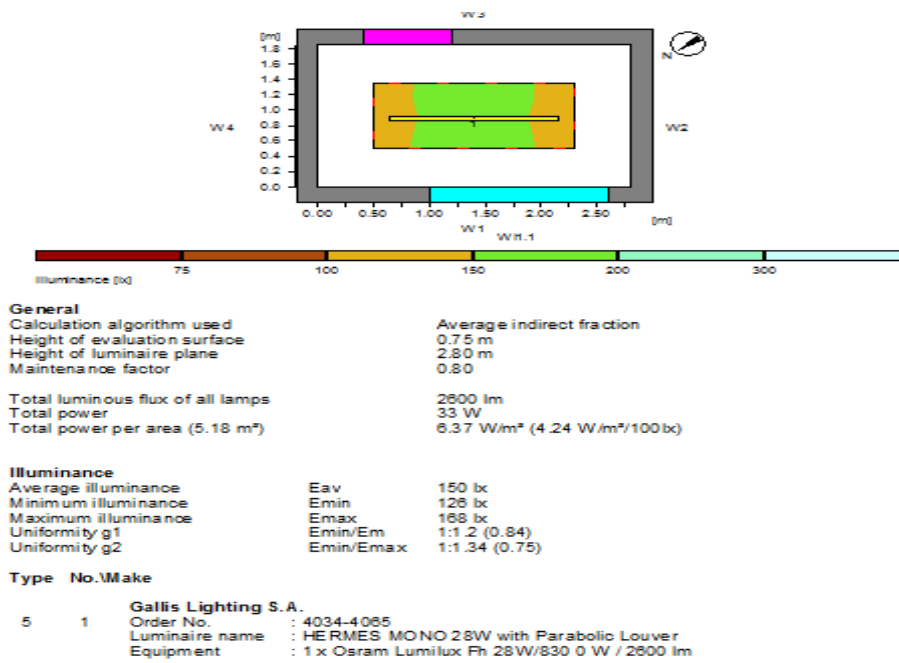 W3
[m]
1.8
1.6
1.4
1.2
1.0
0.8
0.6
0.4
0.2
0.0
W4
1
N
W2
0.00 0.50 1.00 1.50 2.00 2.50 [m]
W1
WI1.1
Illuminance [lx] 75 100 150 200 300
General
Calculation algorithm used Average indirect fraction
Height of evaluation surface 0.75 m
Height of luminaire plane 2.80 m
Maintenance factor 0.80
Total luminous flux of all lamps 2600 lm
Total power 33 W
Total power per area (5.18 m²) 6.37 W/m² (4.24 W/m²/100lx)
Illuminance
Average illuminance Eav 150 lx
Minimum illuminance Emin 126 lx
Maximum illuminance Emax 168 lx
Uniformity g1 Emin/Em 1:1.2 (0.84)
Uniformity g2 Emin/Emax 1:1.34 (0.75)
Type No.\Make
Gallis Lighting S.A.
5 1 Order No. : 4034-4065
Luminaire name : HERMES MONO 28W with Parabolic Louver
Equipment : 1 x Osram Lumilux Fh 28W/830 0 W / 2600 lm